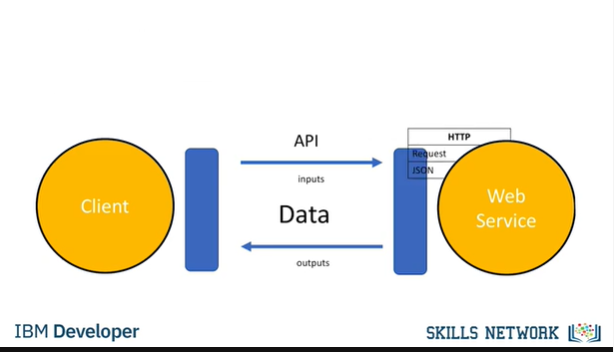 API
HTTP
Request
JSON
inputs
Client
Data
Web
Service
outputs
IBM Developer
SKILLS NETWORK